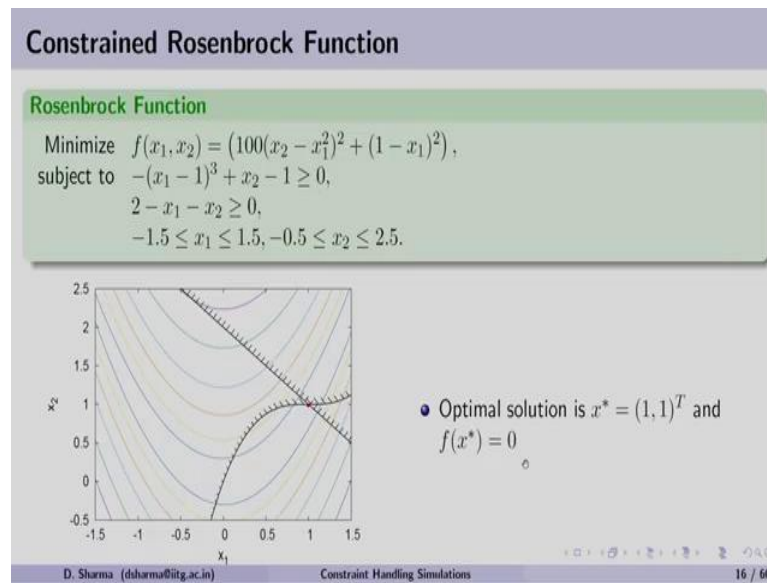 Constrained Rosenbrock Function
Rosenbrock Function
Minimize f(x₁, x₂) = (100(x₂ − x₁²)² + (1 − x₁)²),
subject to −(x₁ − 1)³ + x₂ − 1 ≥ 0,
2 − x₁ − x₂ ≥ 0,
−1.5 ≤ x₁ ≤ 1.5, −0.5 ≤ x₂ ≤ 2.5.
2.5
2
1.5
x₂
1
0.5
0
-0.5
-1.5 -1 -0.5 0 0.5 1 1.5
x₁
• Optimal solution is x* = (1, 1)ᵀ and
f(x*) = 0
D. Sharma (dsharma@iitg.ac.in) Constraint Handling Simulations 16 / 60